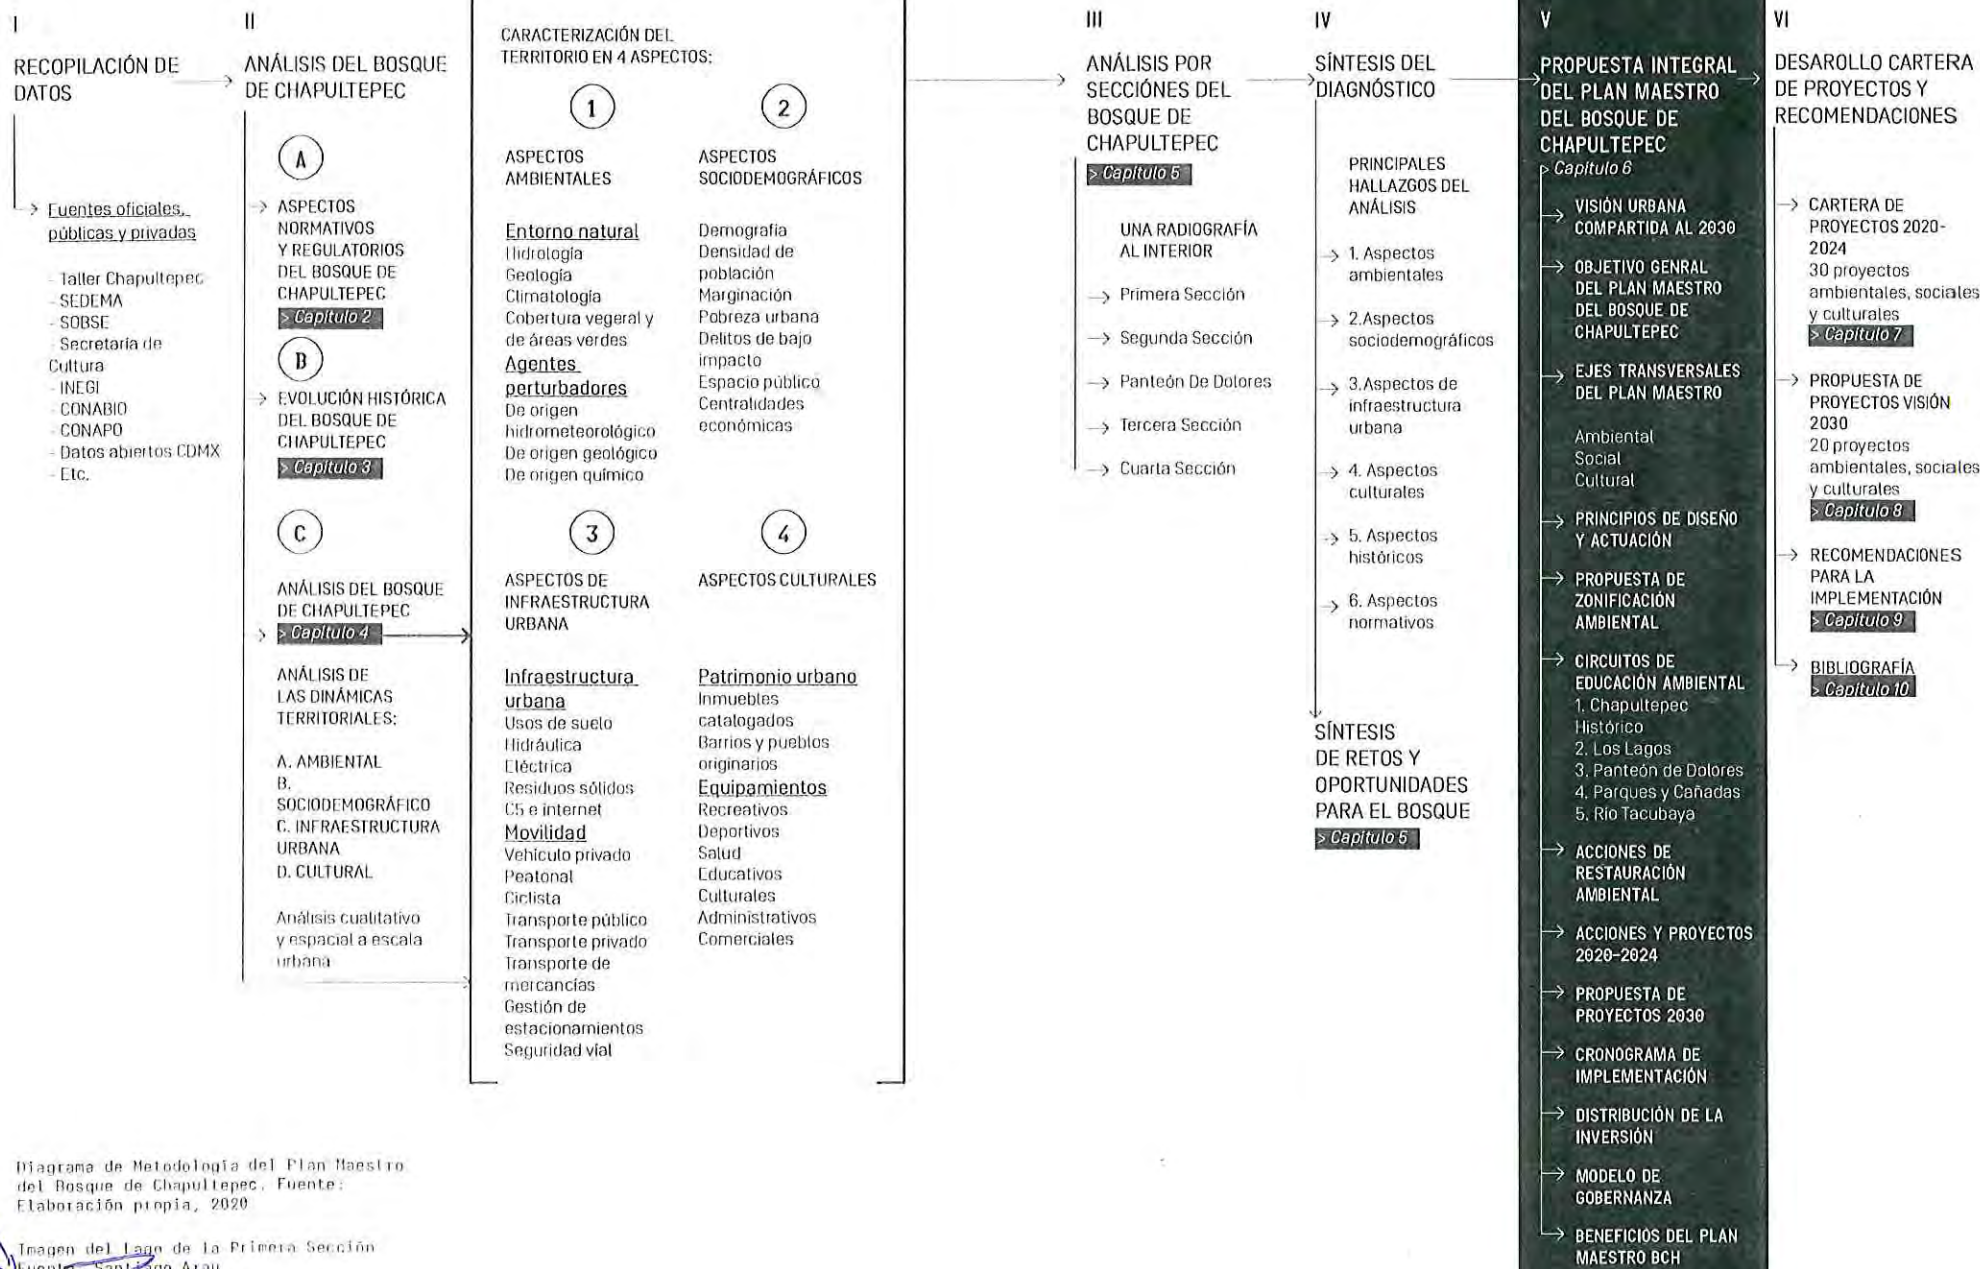 I
RECOPILACIÓN DE
DATOS
Fuentes oficiales,
públicas y privadas
- Taller Chapultepec
- SEDEMA
- SOBSE
- Secretaría de
Cultura
- INEGI
- CONABIO
- CONAPO
- Datos abiertos CDMX
- Etc.
II
ANÁLISIS DEL BOSQUE
DE CHAPULTEPEC
A
ASPECTOS
NORMATIVOS
Y REGULATORIOS
DEL BOSQUE DE
CHAPULTEPEC
> Capítulo 2
B
EVOLUCIÓN HISTÓRICA
DEL BOSQUE DE
CHAPULTEPEC
> Capítulo 3
C
ANÁLISIS DEL BOSQUE
DE CHAPULTEPEC
> Capítulo 4
ANÁLISIS DE
LAS DINÁMICAS
TERRITORIALES:
A. AMBIENTAL
B.
SOCIODEMOGRÁFICO
C. INFRAESTRUCTURA
URBANA
D. CULTURAL
Análisis cualitativo
y espacial a escala
urbana
CARACTERIZACIÓN DEL
TERRITORIO EN 4 ASPECTOS:
1
ASPECTOS
AMBIENTALES
Entorno natural
Hidrología
Geología
Climatología
Cobertura vegeral y
de áreas verdes
Agentes
perturbadores
De origen
hidrometeorológico
De origen geológico
De origen químico
2
ASPECTOS
SOCIODEMOGRÁFICOS
Demografía
Densidad de
población
Marginación
Pobreza urbana
Delitos de bajo
impacto
Espacio público
Centralidades
económicas
3
ASPECTOS DE
INFRAESTRUCTURA
URBANA
Infraestructura
urbana
Usos de suelo
Hidráulica
Eléctrica
Residuos sólidos
C5 e internet
Movilidad
Vehículo privado
Peatonal
Ciclista
Transporte público
Transporte privado
Transporte de
mercancías
Gestión de
estacionamientos
Seguridad vial
4
ASPECTOS CULTURALES
Patrimonio urbano
Inmuebles
catalogados
Barrios y pueblos
originarios
Equipamientos
Recreativos
Deportivos
Salud
Educativos
Culturales
Administrativos
Comerciales
III
ANÁLISIS POR
SECCIÓNES DEL
BOSQUE DE
CHAPULTEPEC
> Capítulo 5
UNA RADIOGRAFÍA
AL INTERIOR
Primera Sección
Segunda Sección
Panteón De Dolores
Tercera Sección
Cuarta Sección
IV
SÍNTESIS DEL
DIAGNÓSTICO
PRINCIPALES
HALLAZGOS DEL
ANÁLISIS
1. Aspectos
ambientales
2.Aspectos
sociodemográficos
3.Aspectos de
infraestructura
urbana
4. Aspectos
culturales
5. Aspectos
históricos
6. Aspectos
normativos
SÍNTESIS
DE RETOS Y
OPORTUNIDADES
PARA EL BOSQUE
> Capítulo 5
V
PROPUESTA INTEGRAL
DEL PLAN MAESTRO
DEL BOSQUE DE
CHAPULTEPEC
> Capítulo 6
VISIÓN URBANA
COMPARTIDA AL 2030
OBJETIVO GENRAL
DEL PLAN MAESTRO
DEL BOSQUE DE
CHAPULTEPEC
EJES TRANSVERSALES
DEL PLAN MAESTRO
Ambiental
Social
Cultural
PRINCIPIOS DE DISEÑO
Y ACTUACIÓN
PROPUESTA DE
ZONIFICACIÓN
AMBIENTAL
CIRCUITOS DE
EDUCACIÓN AMBIENTAL
1. Chapultepec
Histórico
2. Los Lagos
3. Panteón de Dolores
4. Parques y Cañadas
5. Río Tacubaya
ACCIONES DE
RESTAURACIÓN
AMBIENTAL
ACCIONES Y PROYECTOS
2020-2024
PROPUESTA DE
PROYECTOS 2030
CRONOGRAMA DE
IMPLEMENTACIÓN
DISTRIBUCIÓN DE LA
INVERSIÓN
MODELO DE
GOBERNANZA
BENEFICIOS DEL PLAN
MAESTRO BCH
VI
DESAROLLO CARTERA
DE PROYECTOS Y
RECOMENDACIONES
CARTERA DE
PROYECTOS 2020-
2024
30 proyectos
ambientales, sociales
y culturales
> Capítulo 7
PROPUESTA DE
PROYECTOS VISIÓN
2030
20 proyectos
ambientales, sociales
y culturales
> Capítulo 8
RECOMENDACIONES
PARA LA
IMPLEMENTACIÓN
> Capítulo 9
BIBLIOGRAFÍA
> Capítulo 10
Diagrama de Metodología del Plan Maestro
del Bosque de Chapultepec. Fuente:
Elaboración propia, 2020
Imagen del Lago de la Primera Sección
Fuente: Santiago Arau